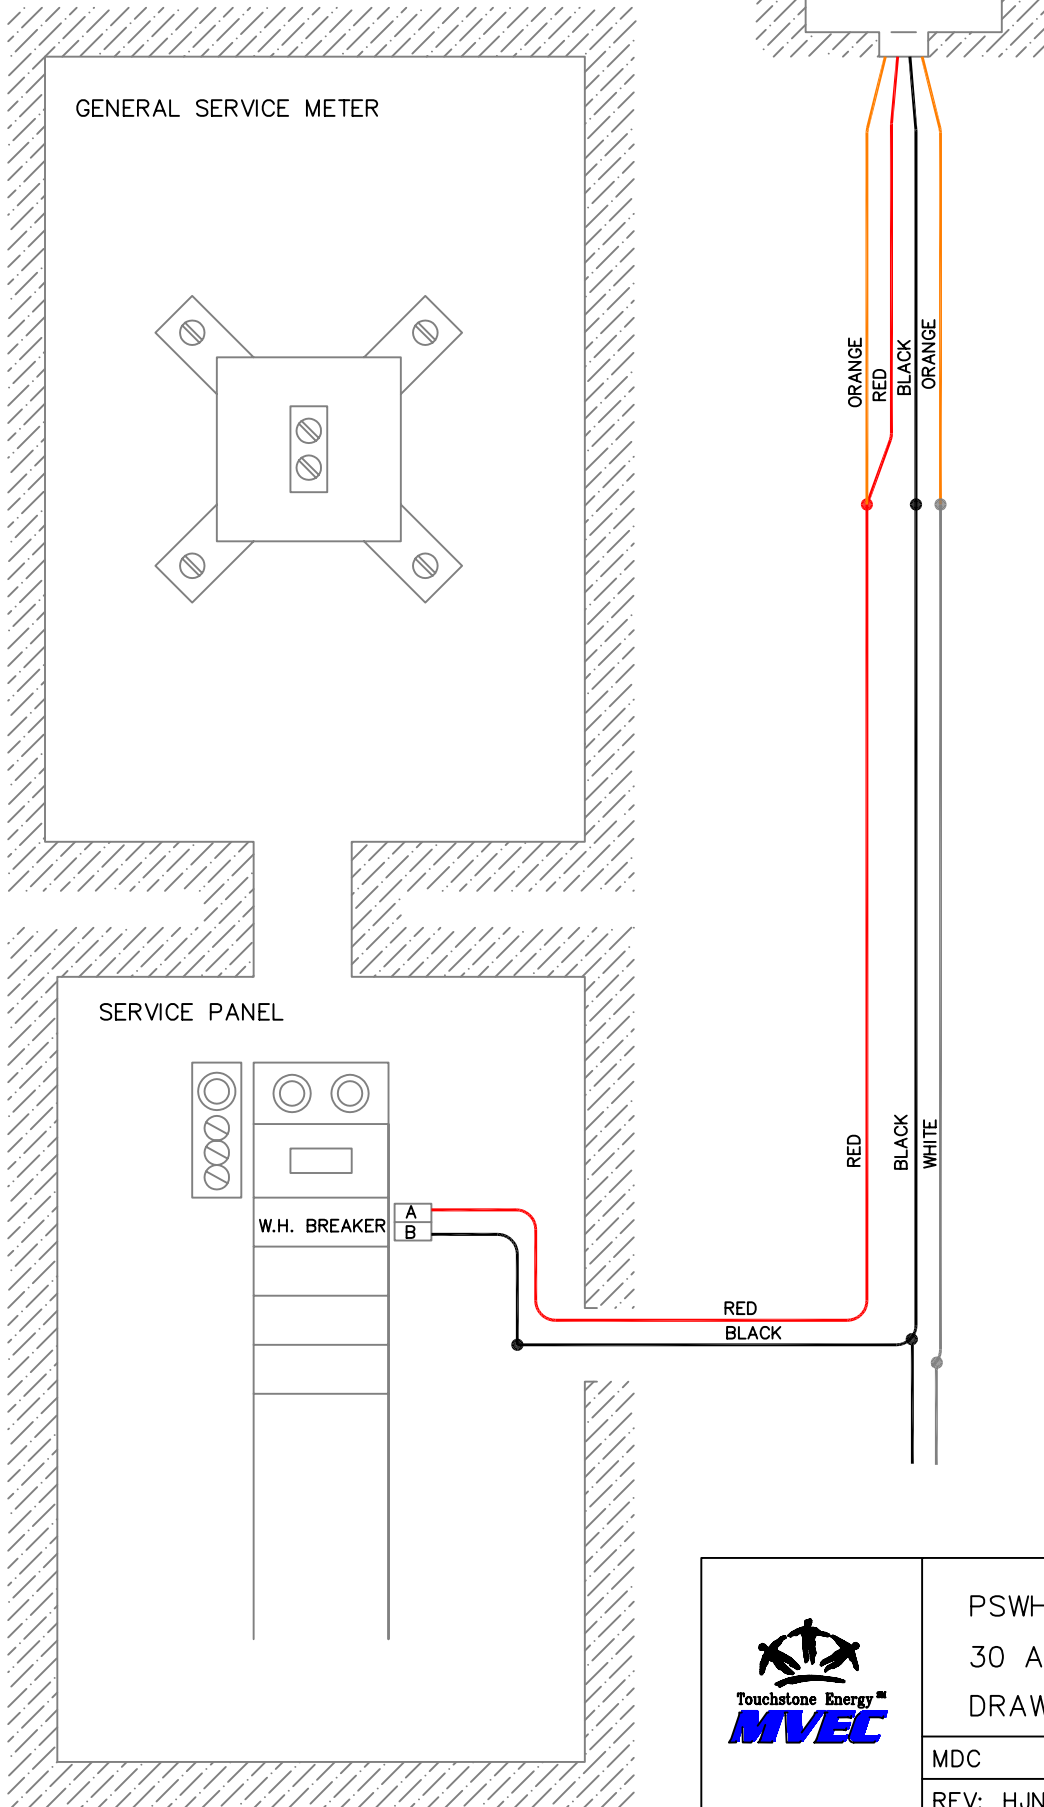 GENERAL SERVICE METER
ORANGE
RED
BLACK
ORANGE
SERVICE PANEL
RED
BLACK
WHITE
W.H. BREAKER
A
B
RED
BLACK
PSWH
30 A
DRAW
Touchstone Energy SM
MVEC
MDC
REV: HJN